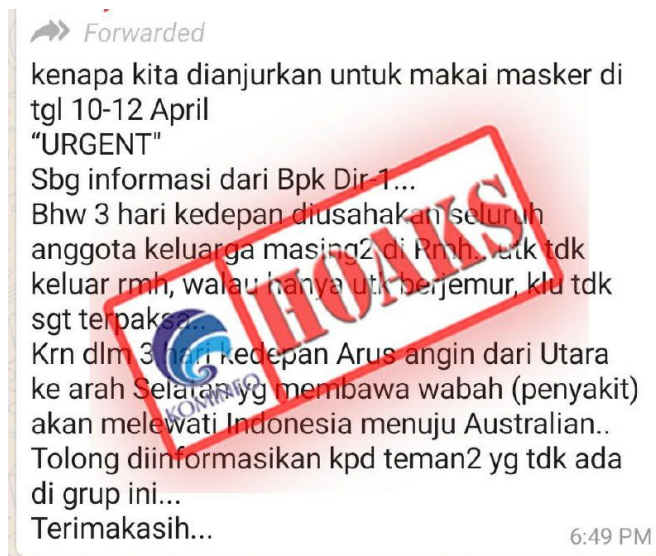 Forwarded
kenapa kita dianjurkan untuk makai masker di
tgl 10-12 April
“URGENT"
Sbg informasi dari Bpk Dir-1...
Bhw 3 hari kedepan diusahakan seluruh
anggota keluarga masing2 di Rmh...utk tdk
keluar rmh, walau hanya utk berjemur, klu tdk
sgt terpaksa..
Krn dlm 3 hari kedepan Arus angin dari Utara
ke arah Selatan yg membawa wabah (penyakit)
akan melewati Indonesia menuju Australian..
Tolong diinformasikan kpd teman2 yg tdk ada
di grup ini...
Terimakasih...
6:49 PM
HOAKS
KOMINFO